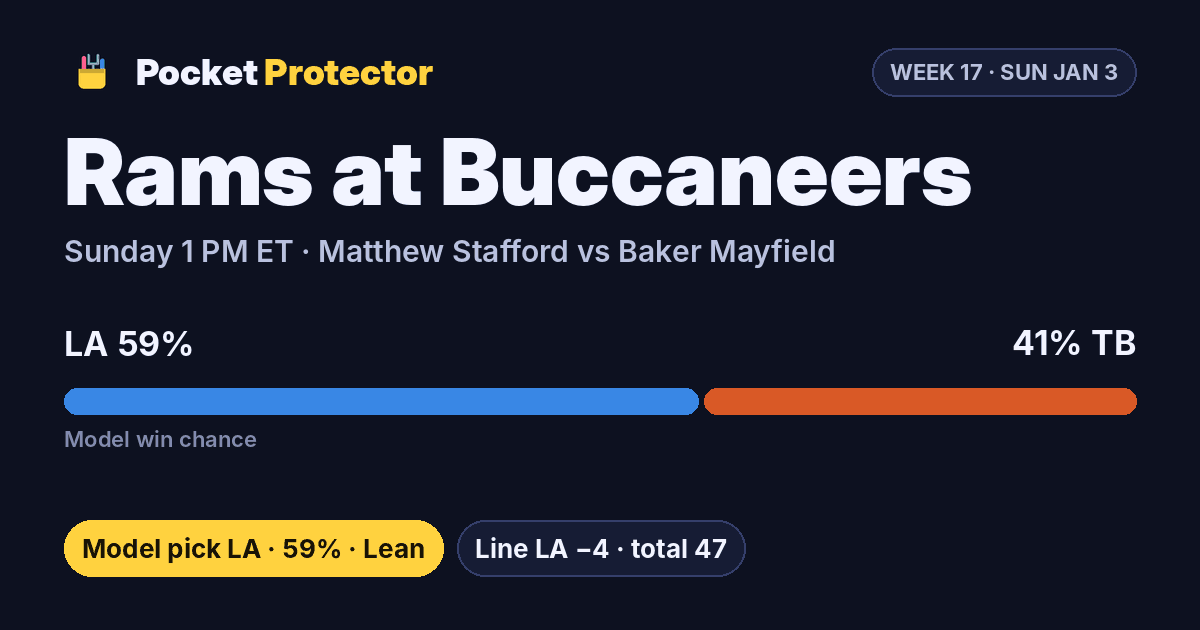 Pocket Protector
WEEK 17 · SUN JAN 3
Rams at Buccaneers
Sunday 1 PM ET · Matthew Stafford vs Baker Mayfield
LA 59%
41% TB
Model win chance
Model pick LA · 59% · Lean
Line LA −4 · total 47